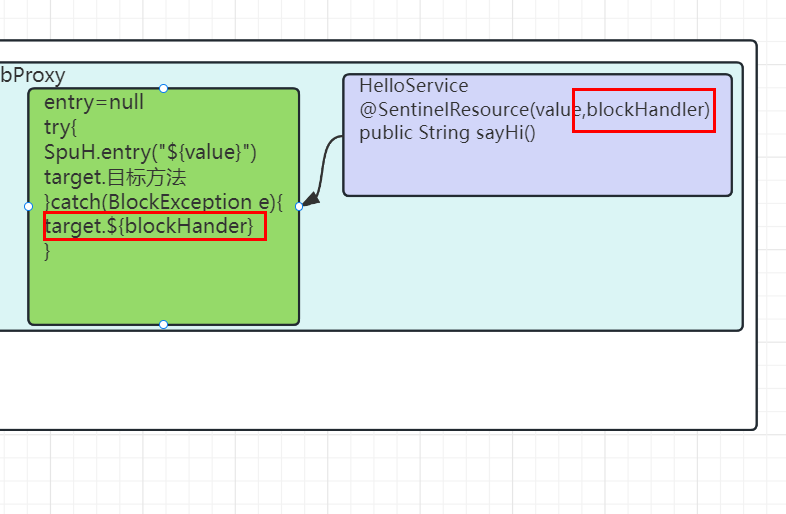 bProxy
entry=null
try{
SpuH.entry("${value}")
target.目标方法
}catch(BlockException e){
target.${blockHander}
}
HelloService
@SentinelResource(value,blockHandler)
public String sayHi()